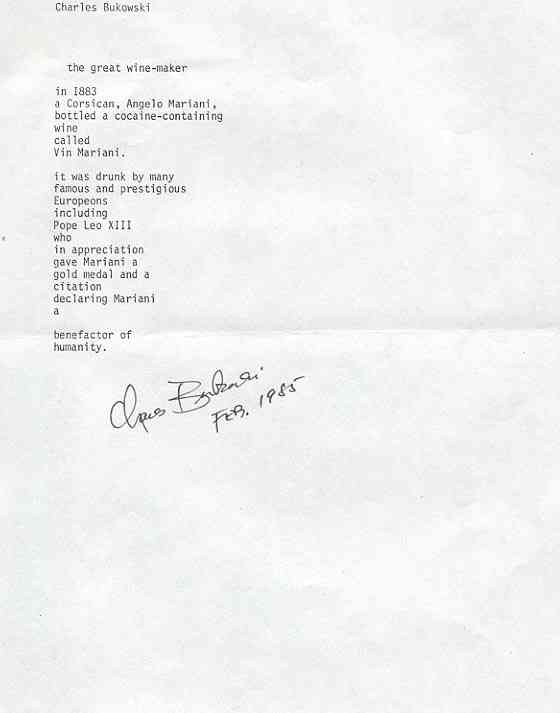 Charles Bukowski
the great wine-maker
in I883
a Corsican, Angelo Mariani,
bottled a cocaine-containing
wine
called
Vin Mariani.
it was drunk by many
famous and prestigious
Europeons
including
Pope Leo XIII
who
in appreciation
gave Mariani a
gold medal and a
citation
declaring Mariani
a
benefactor of
humanity.
Charles Bukowski
FEB. 1985